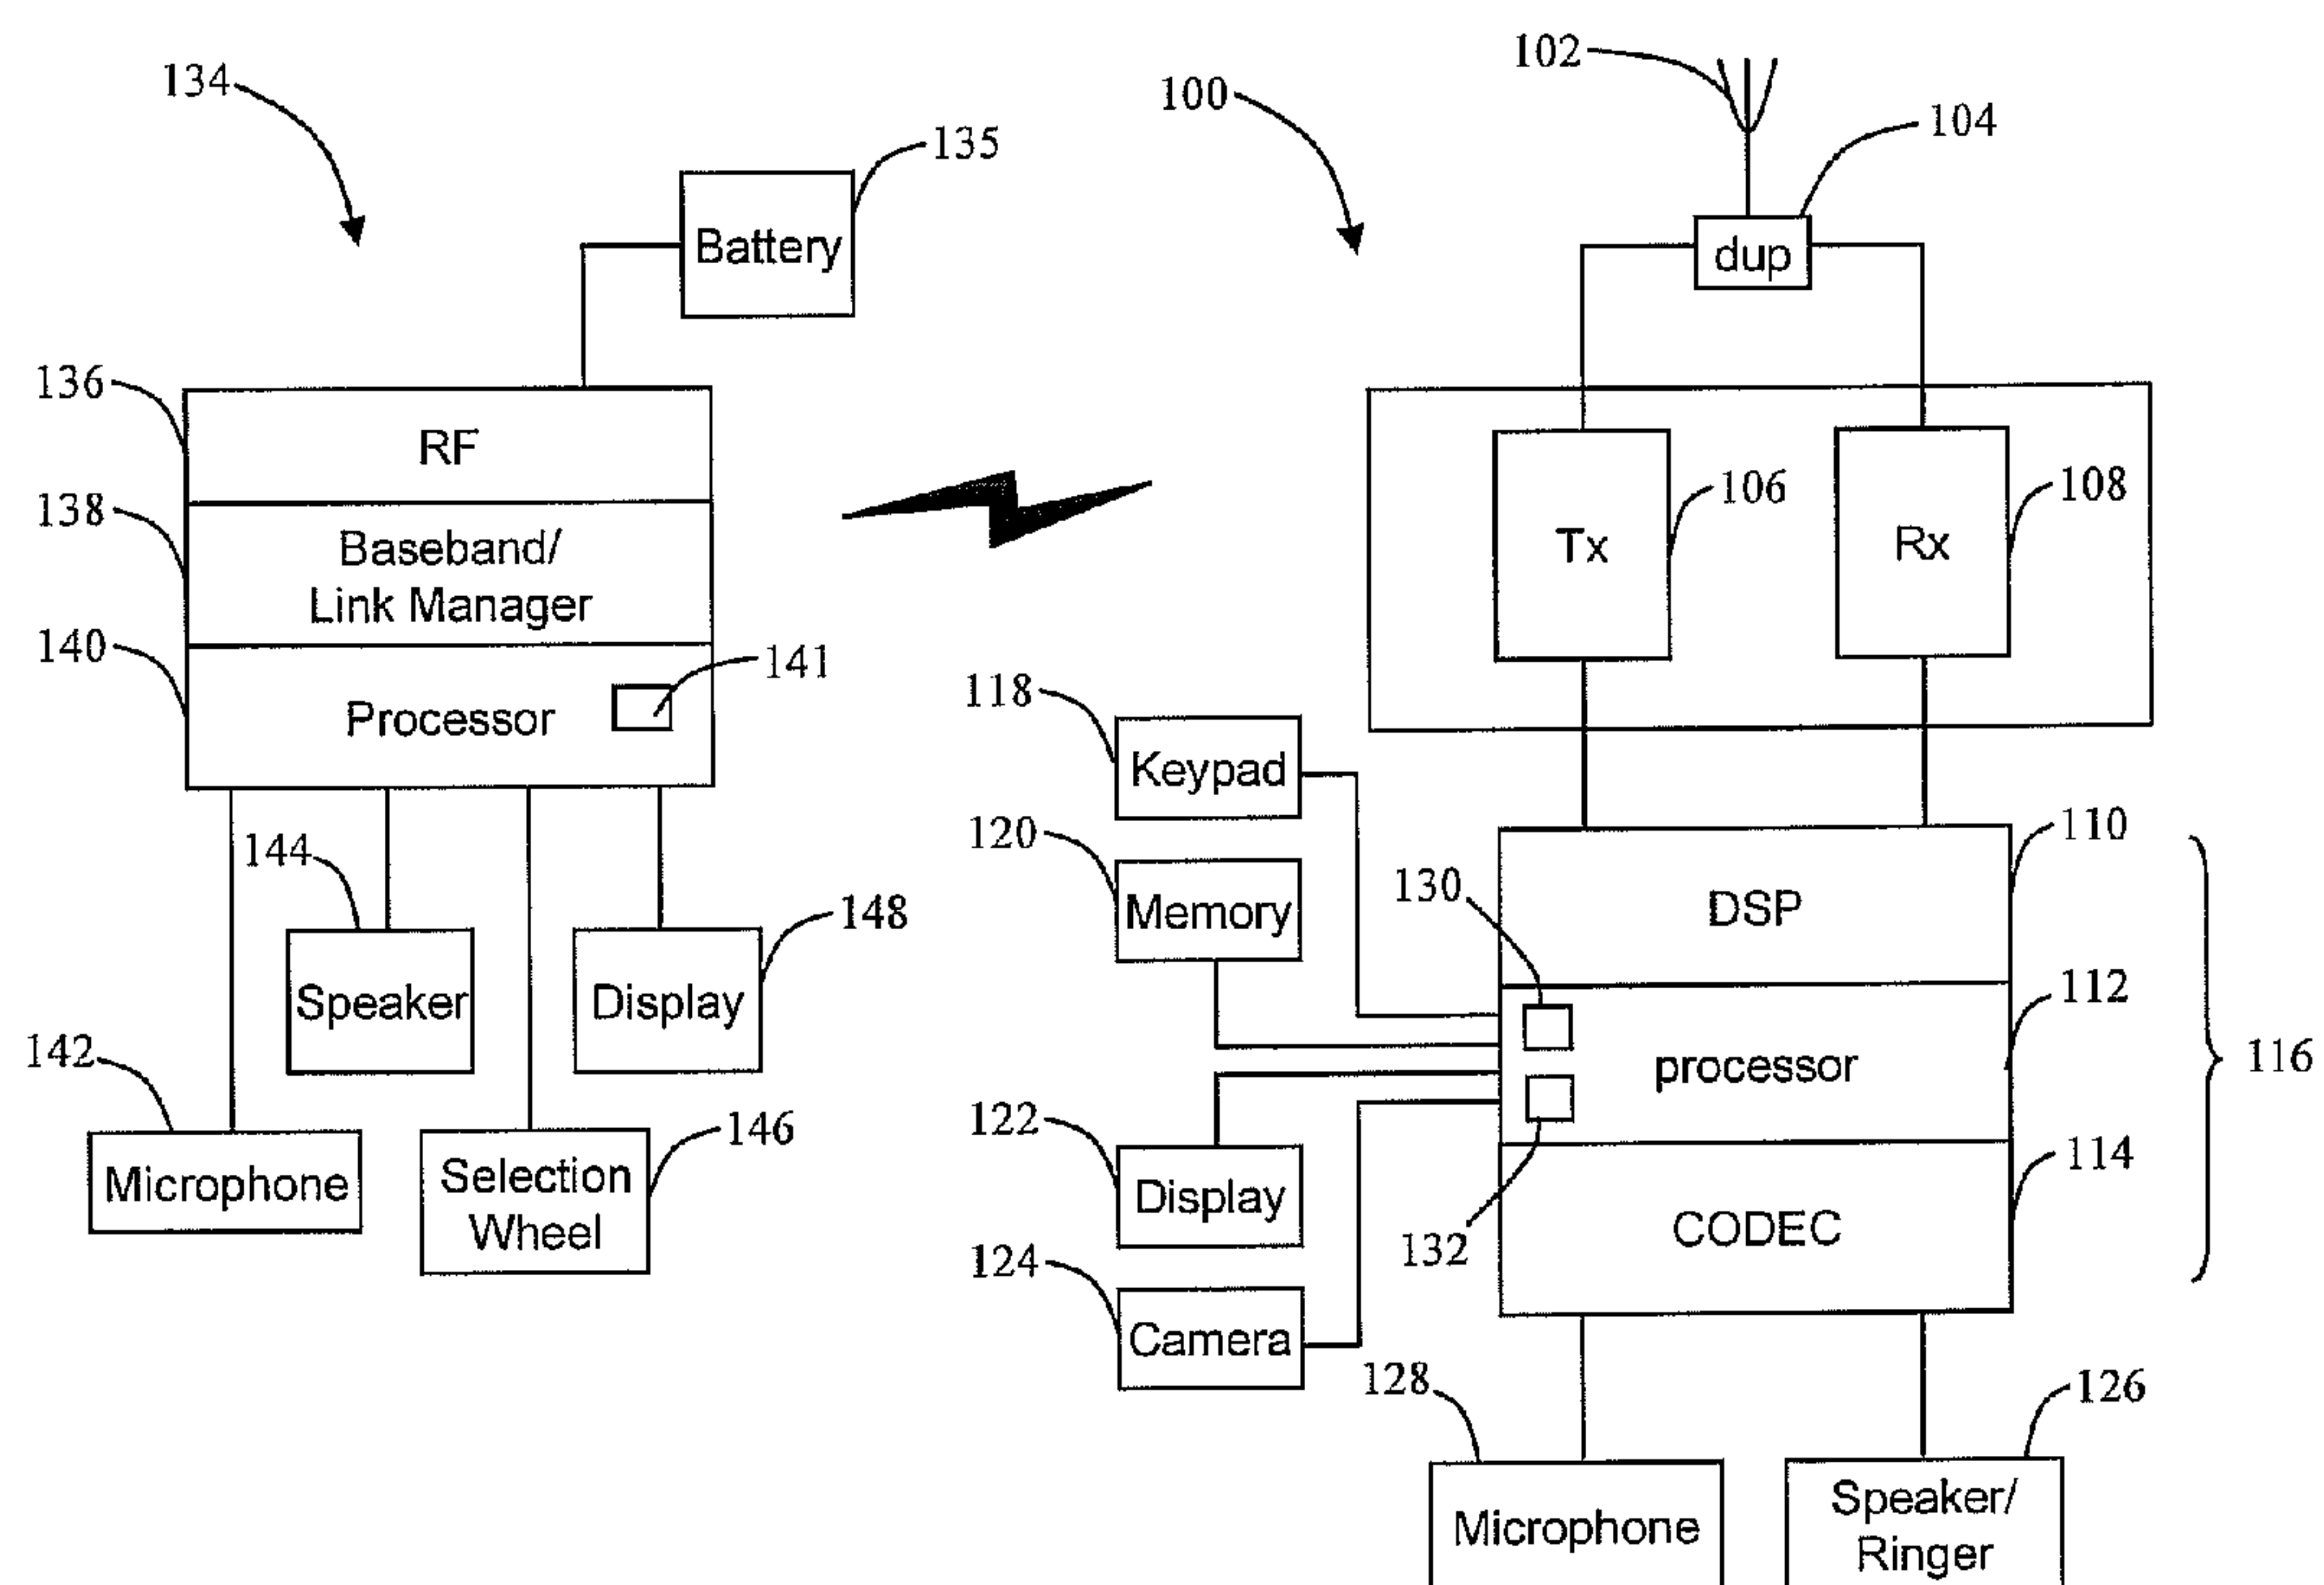 134
135
Battery
136
RF
138
Baseband/
Link Manager
140
Processor
141
144
Speaker
148
Display
142
Microphone
146
Selection
Wheel
100
102
104
dup
106
Tx
108
Rx
118
Keypad
120
Memory
110
DSP
130
112
processor
116
132
122
Display
114
CODEC
124
Camera
128
Microphone
126
Speaker/
Ringer